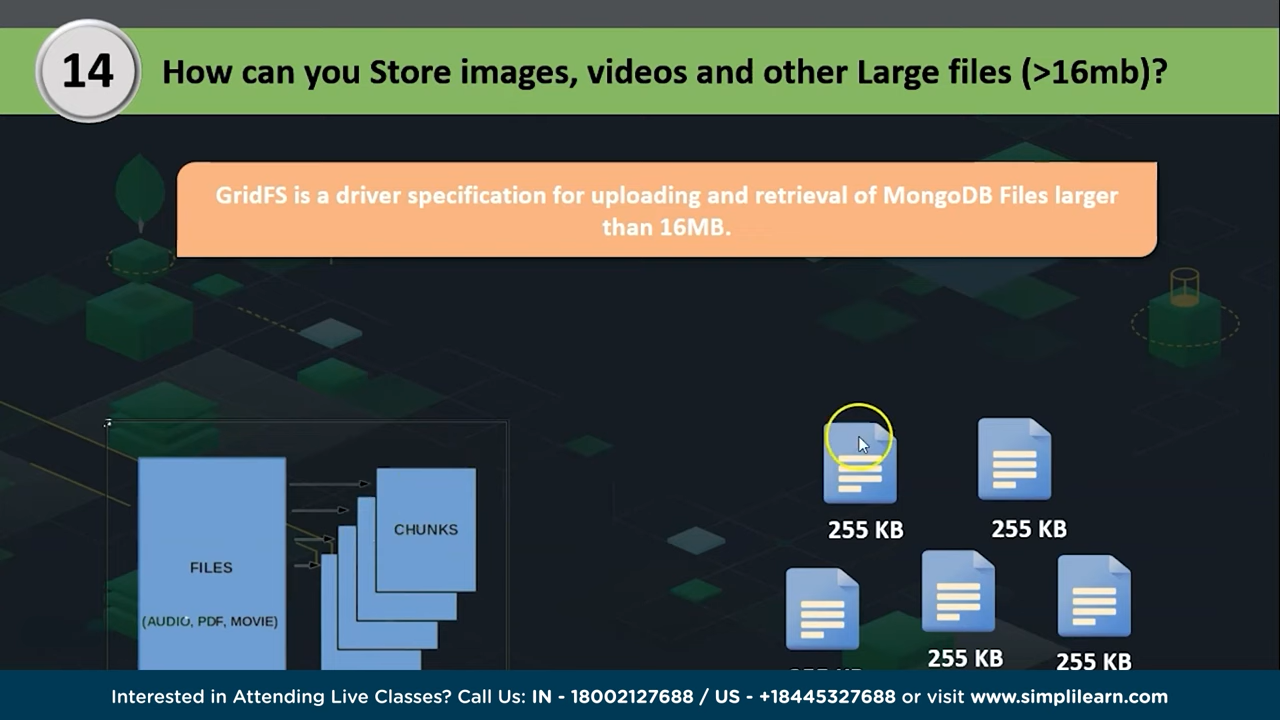 14
How can you Store images, videos and other Large files (>16mb)?
GridFS is a driver specification for uploading and retrieval of MongoDB Files larger
than 16MB.
FILES
(AUDIO, PDF, MOVIE)
CHUNKS
255 KB
255 KB
255 KB
255 KB
Interested in Attending Live Classes? Call Us: IN - 18002127688 / US - +18445327688 or visit www.simplilearn.com